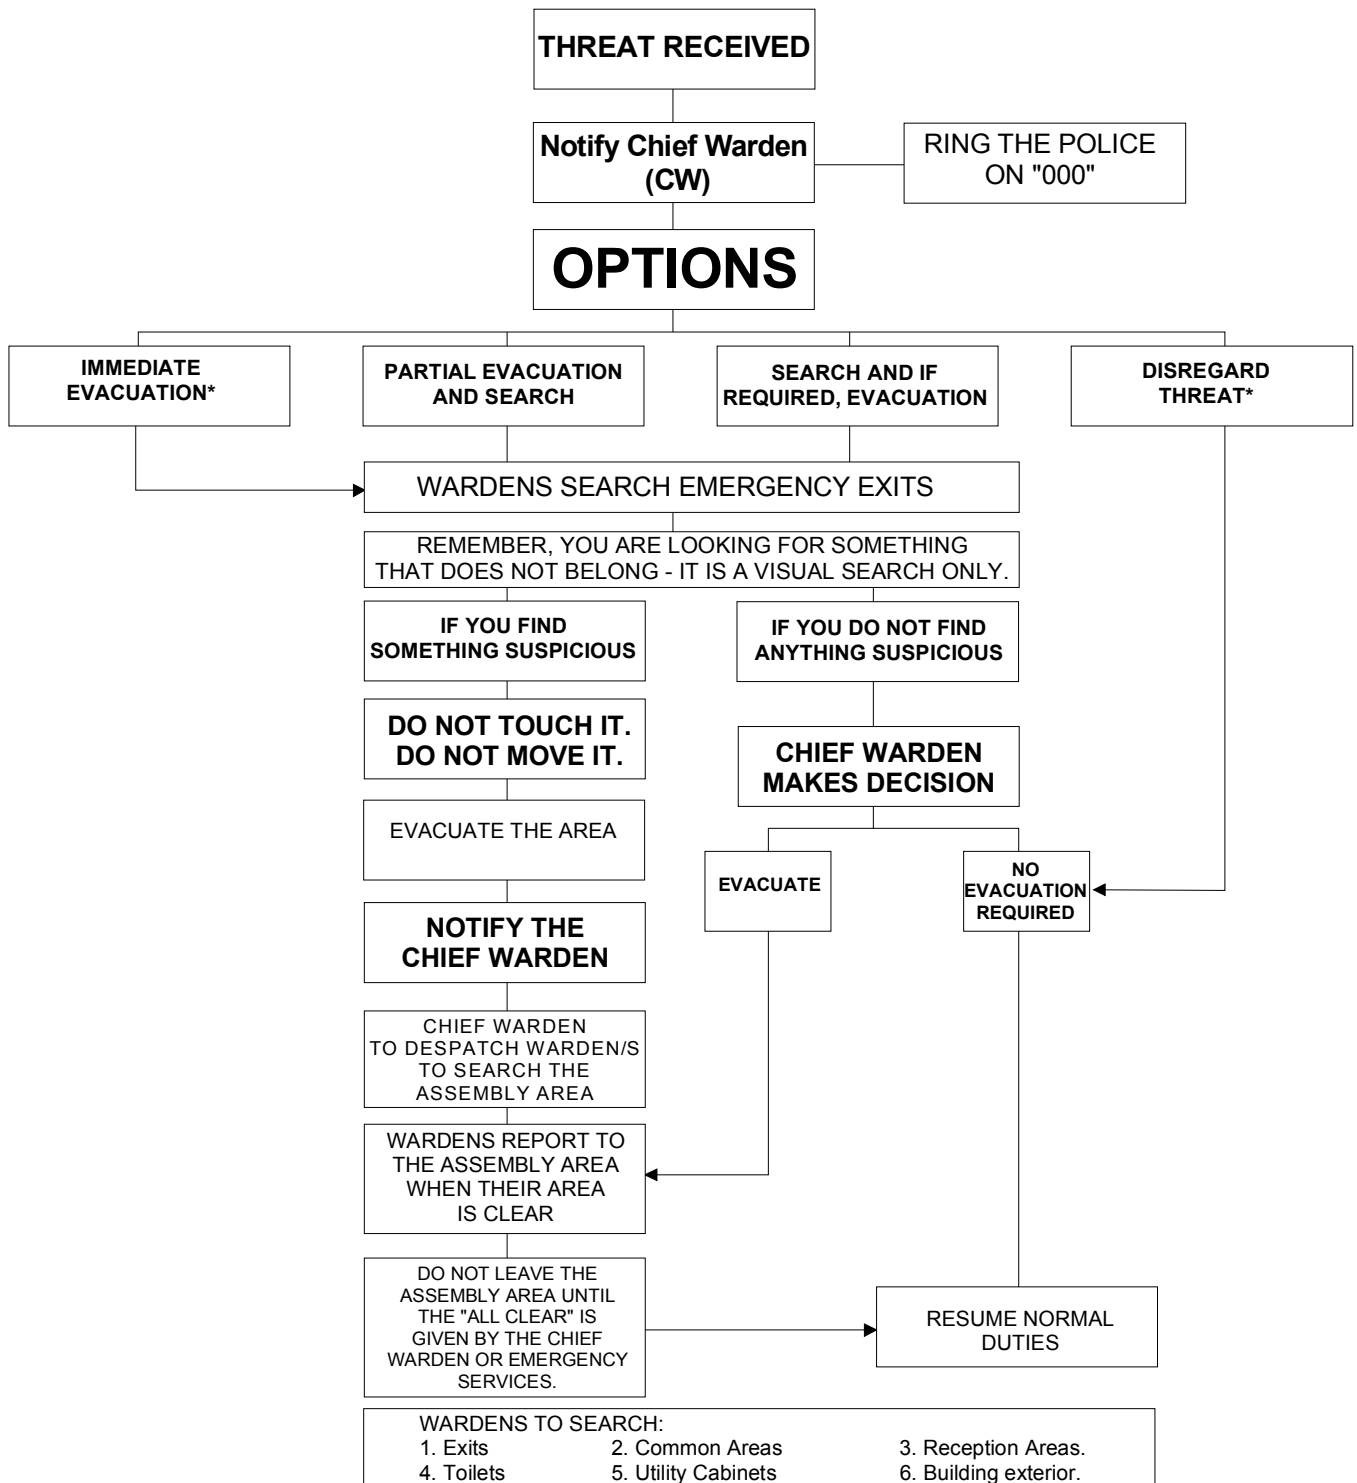 THREAT RECEIVED
Notify Chief Warden
(CW)
RING THE POLICE
ON "000"
OPTIONS
IMMEDIATE
EVACUATION*
PARTIAL EVACUATION
AND SEARCH
SEARCH AND IF
REQUIRED, EVACUATION
DISREGARD
THREAT*
WARDENS SEARCH EMERGENCY EXITS
REMEMBER, YOU ARE LOOKING FOR SOMETHING
THAT DOES NOT BELONG - IT IS A VISUAL SEARCH ONLY.
IF YOU FIND
SOMETHING SUSPICIOUS
IF YOU DO NOT FIND
ANYTHING SUSPICIOUS
DO NOT TOUCH IT.
DO NOT MOVE IT.
CHIEF WARDEN
MAKES DECISION
EVACUATE THE AREA
EVACUATE
NO
EVACUATION
REQUIRED
NOTIFY THE
CHIEF WARDEN
CHIEF WARDEN
TO DESPATCH WARDEN/S
TO SEARCH THE
ASSEMBLY AREA
WARDENS REPORT TO
THE ASSEMBLY AREA
WHEN THEIR AREA
IS CLEAR
DO NOT LEAVE THE
ASSEMBLY AREA UNTIL
THE "ALL CLEAR" IS
GIVEN BY THE CHIEF
WARDEN OR EMERGENCY
SERVICES.
RESUME NORMAL
DUTIES
WARDENS TO SEARCH:
1. Exits 2. Common Areas 3. Reception Areas.
4. Toilets 5. Utility Cabinets 6. Building exterior.